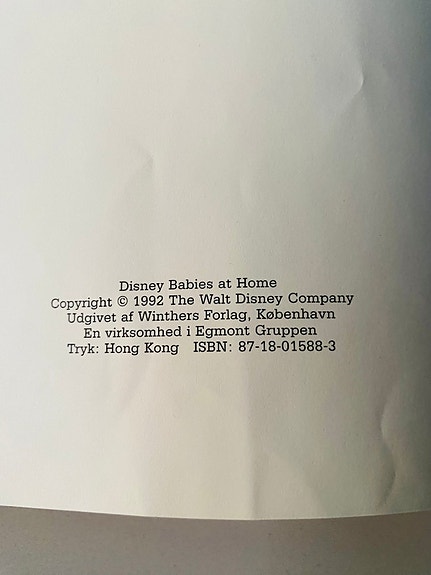 Disney Babies at Home
Copyright © 1992 The Walt Disney Company
Udgivet af Winthers Forlag, København
En virksomhed i Egmont Gruppen
Tryk: Hong Kong ISBN: 87-18-01588-3